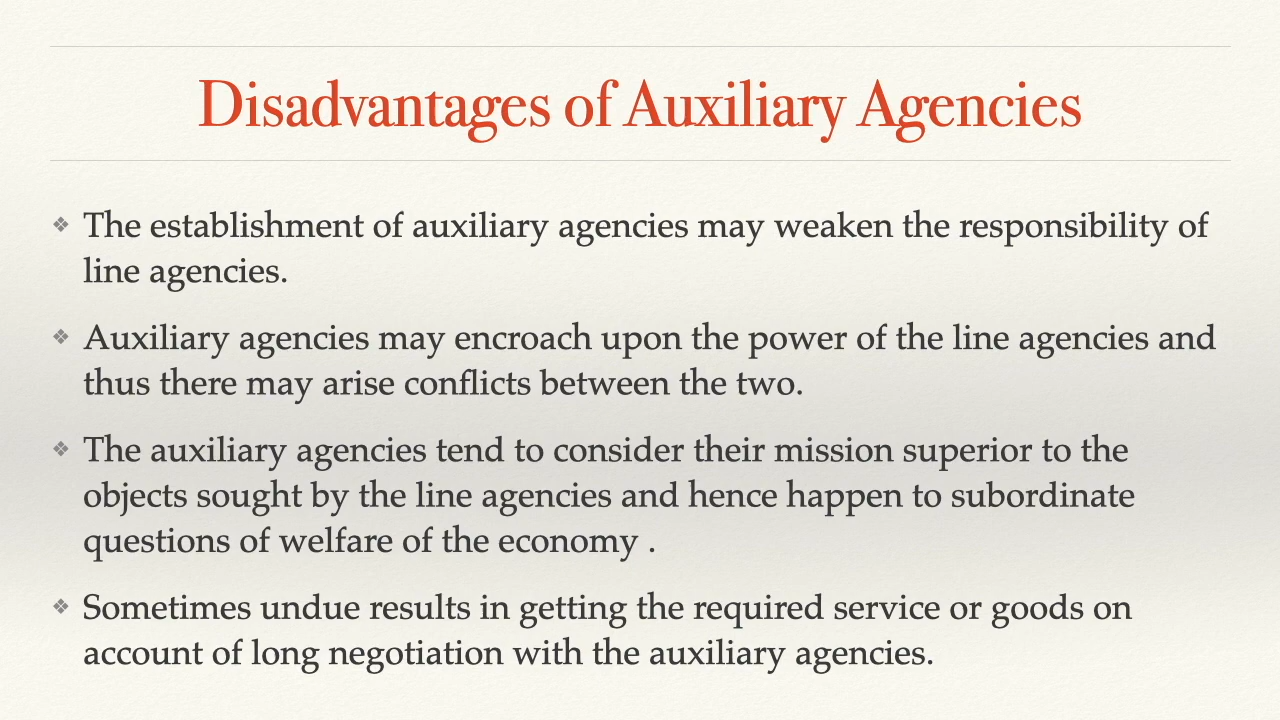 Disadvantages of Auxiliary Agencies
❖ The establishment of auxiliary agencies may weaken the responsibility of
line agencies.
❖ Auxiliary agencies may encroach upon the power of the line agencies and
thus there may arise conflicts between the two.
❖ The auxiliary agencies tend to consider their mission superior to the
objects sought by the line agencies and hence happen to subordinate
questions of welfare of the economy .
❖ Sometimes undue results in getting the required service or goods on
account of long negotiation with the auxiliary agencies.